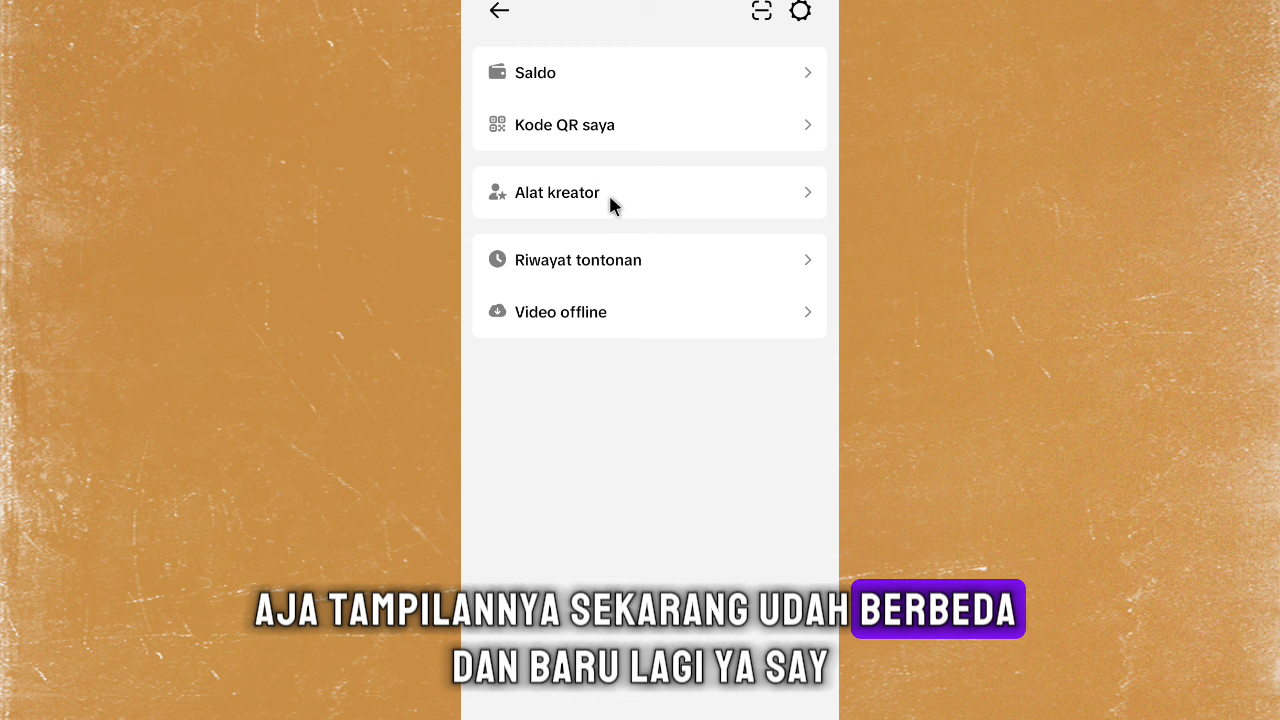 Saldo
Kode QR saya
Alat kreator
Riwayat tontonan
Video offline
AJA TAMPILANNYA SEKARANG UDAH BERBEDA
DAN BARU LAGI YA SAY